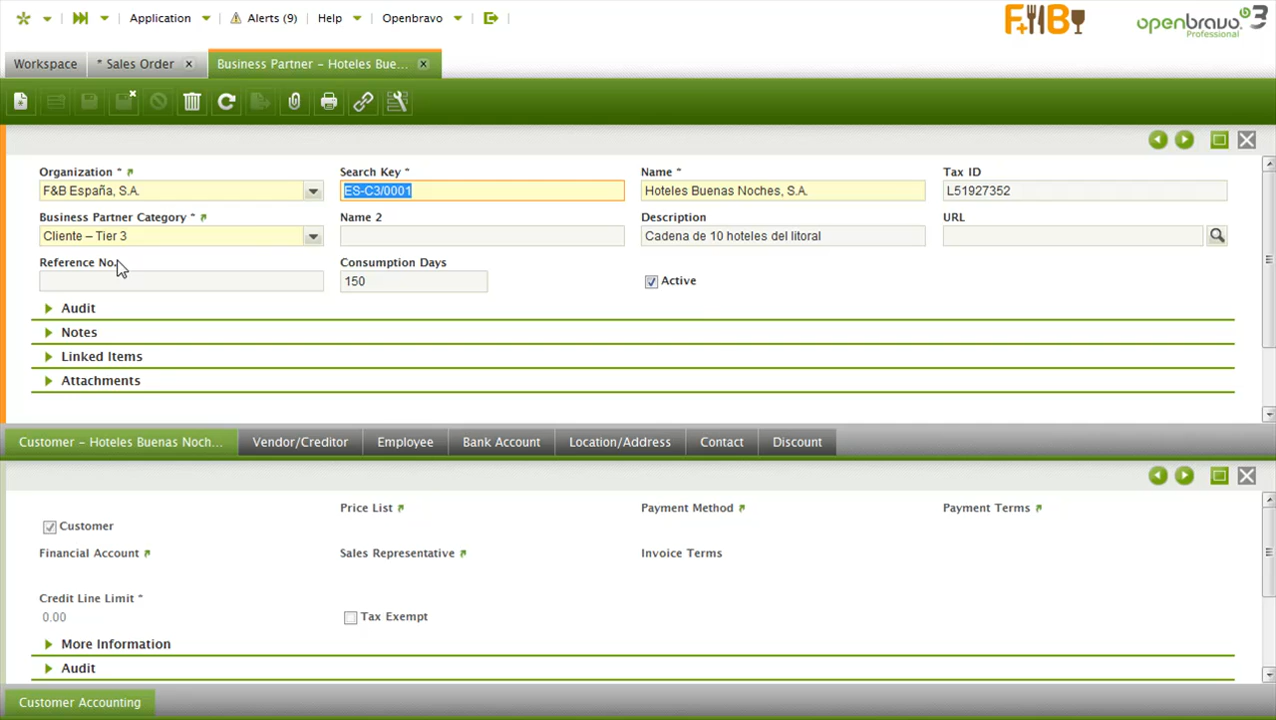 Application Alerts (9) Help Openbravo
F+B openbravo 3
Professional
Workspace * Sales Order Business Partner – Hoteles Bue...
Organization * Search Key * Name * Tax ID
F&B España, S.A. ES-C3/0001 Hoteles Buenas Noches, S.A. L51927352
Business Partner Category * Name 2 Description URL
Cliente – Tier 3 Cadena de 10 hoteles del litoral
Reference No. Consumption Days
150 Active
Audit
Notes
Linked Items
Attachments
Customer – Hoteles Buenas Noch... Vendor/Creditor Employee Bank Account Location/Address Contact Discount
Price List Payment Method Payment Terms
Customer
Financial Account Sales Representative Invoice Terms
Credit Line Limit *
0.00 Tax Exempt
More Information
Audit
Customer Accounting